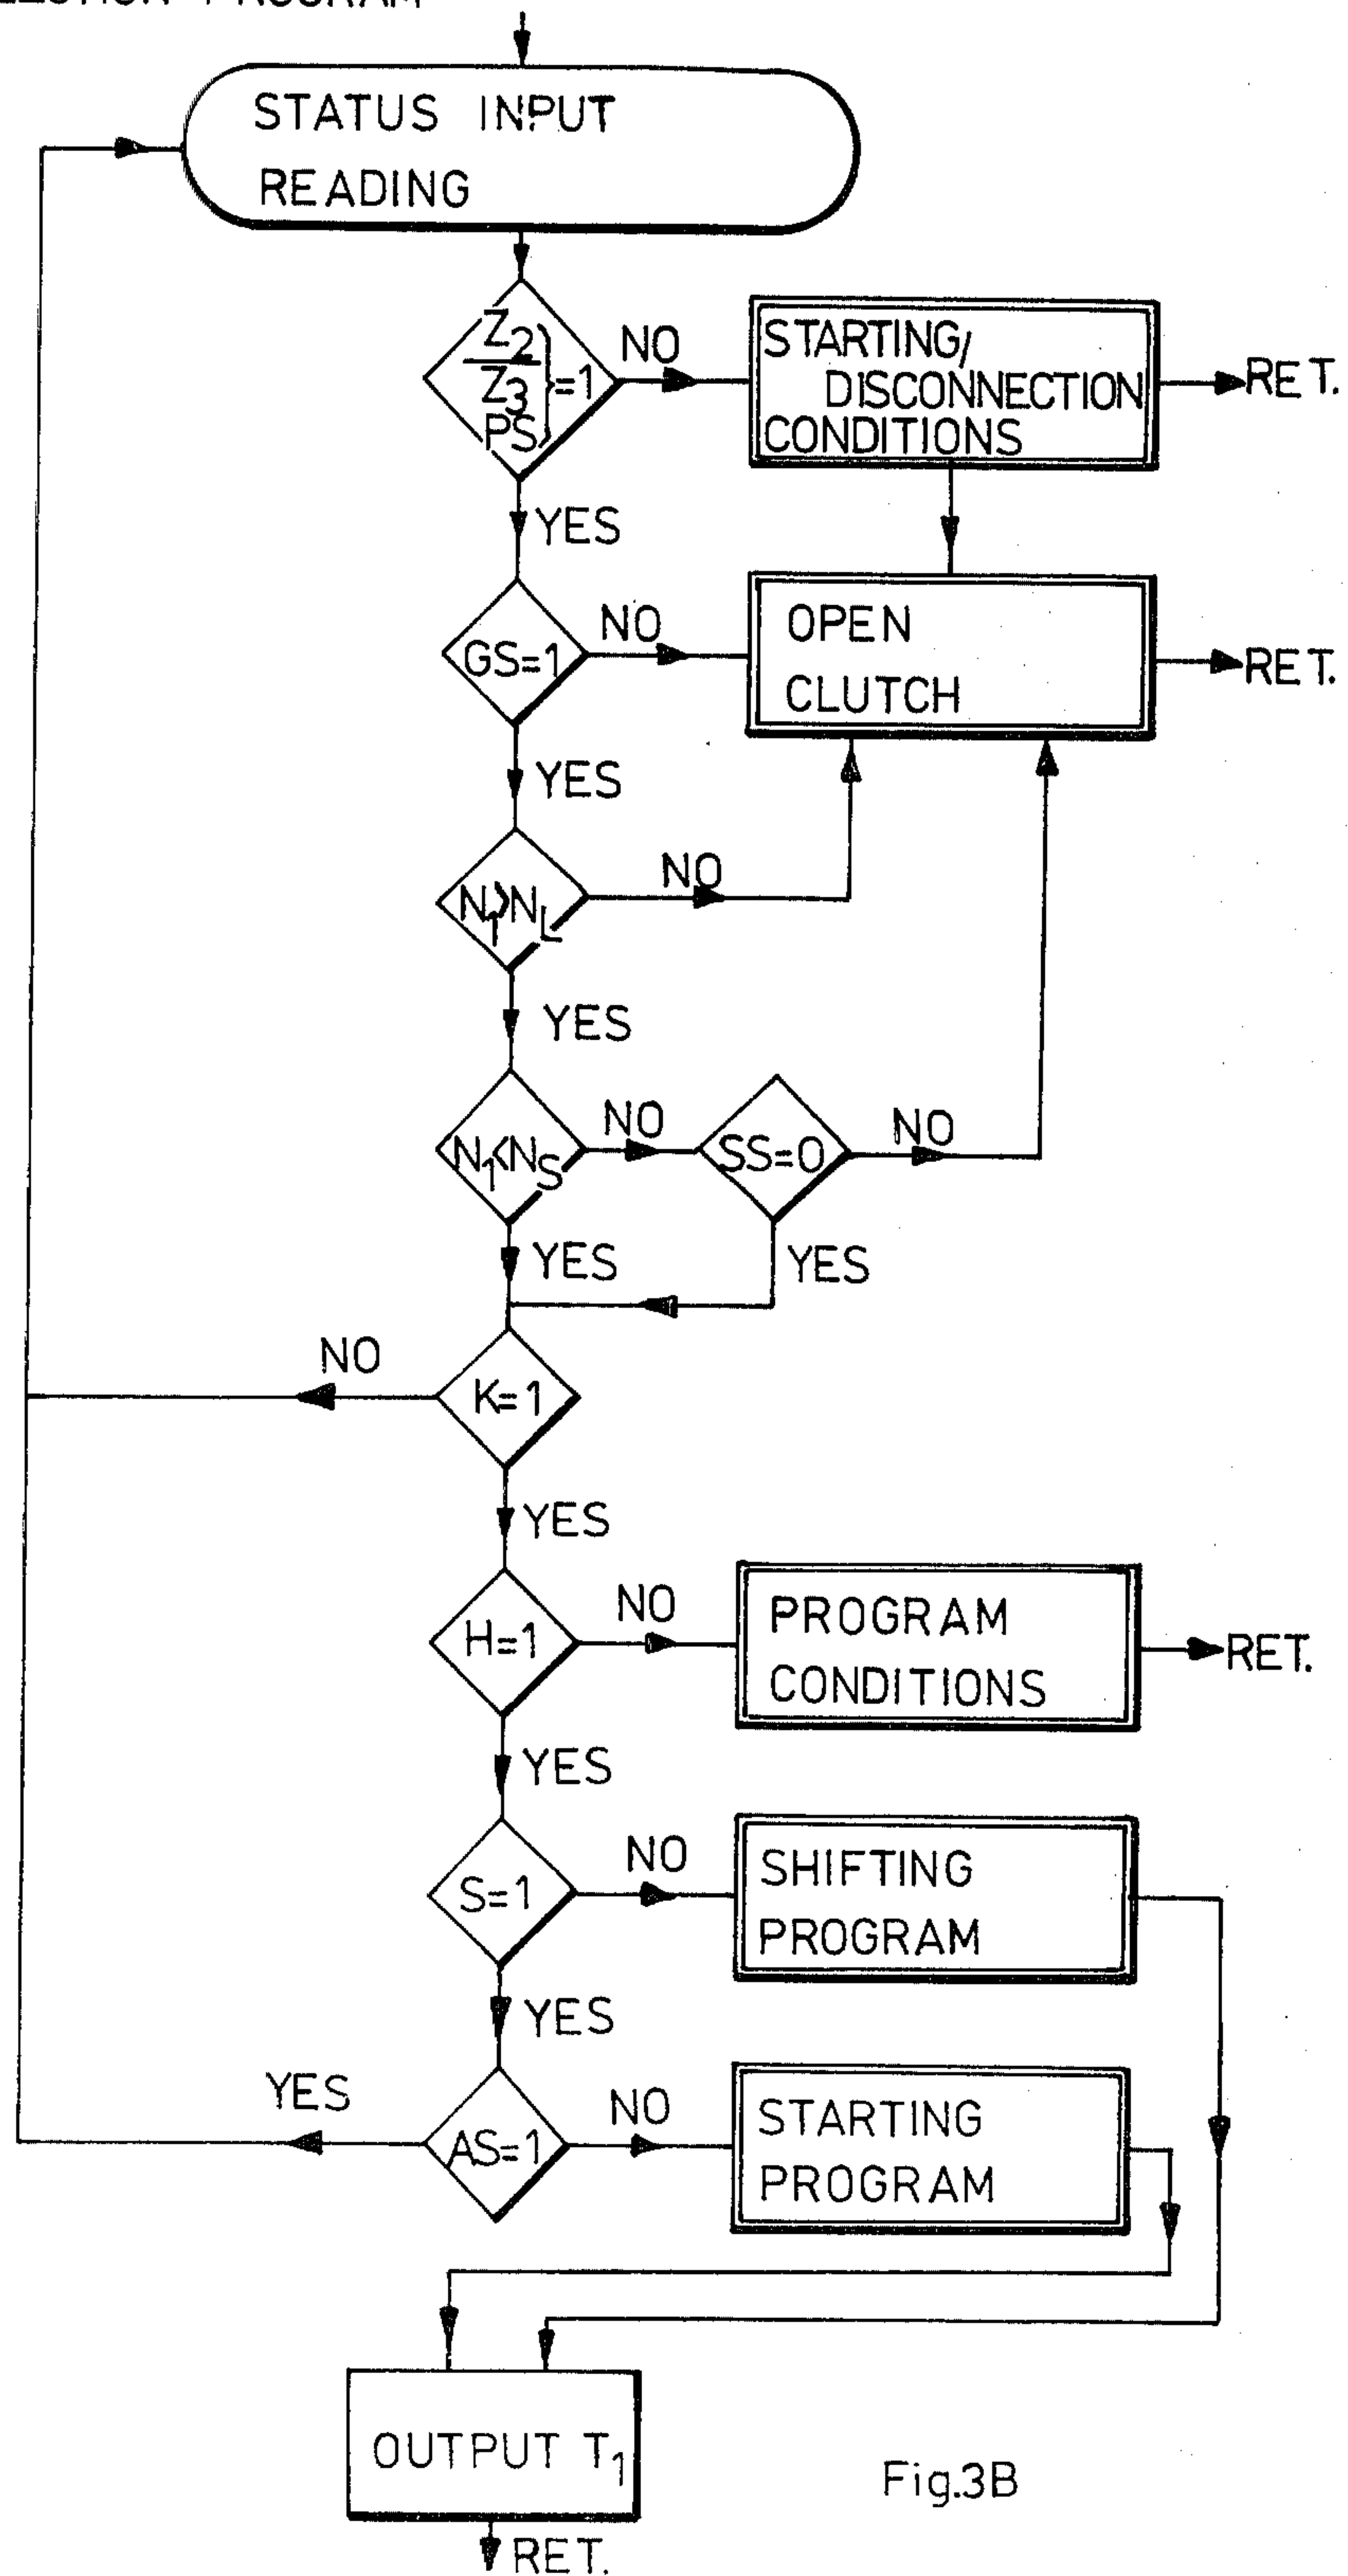 PROGRAM
STATUS INPUT
READING
Z2
Z3 =1
PS
NO
STARTING/
DISCONNECTION
CONDITIONS
RET.
YES
GS=1
NO
OPEN
CLUTCH
RET.
YES
N1>NL
NO
YES
N1<NS
NO
SS=0
NO
YES
YES
NO
K=1
YES
H=1
NO
PROGRAM
CONDITIONS
RET.
YES
S=1
NO
SHIFTING
PROGRAM
YES
YES
AS=1
NO
STARTING
PROGRAM
OUTPUT T1
Fig.3B
RET.